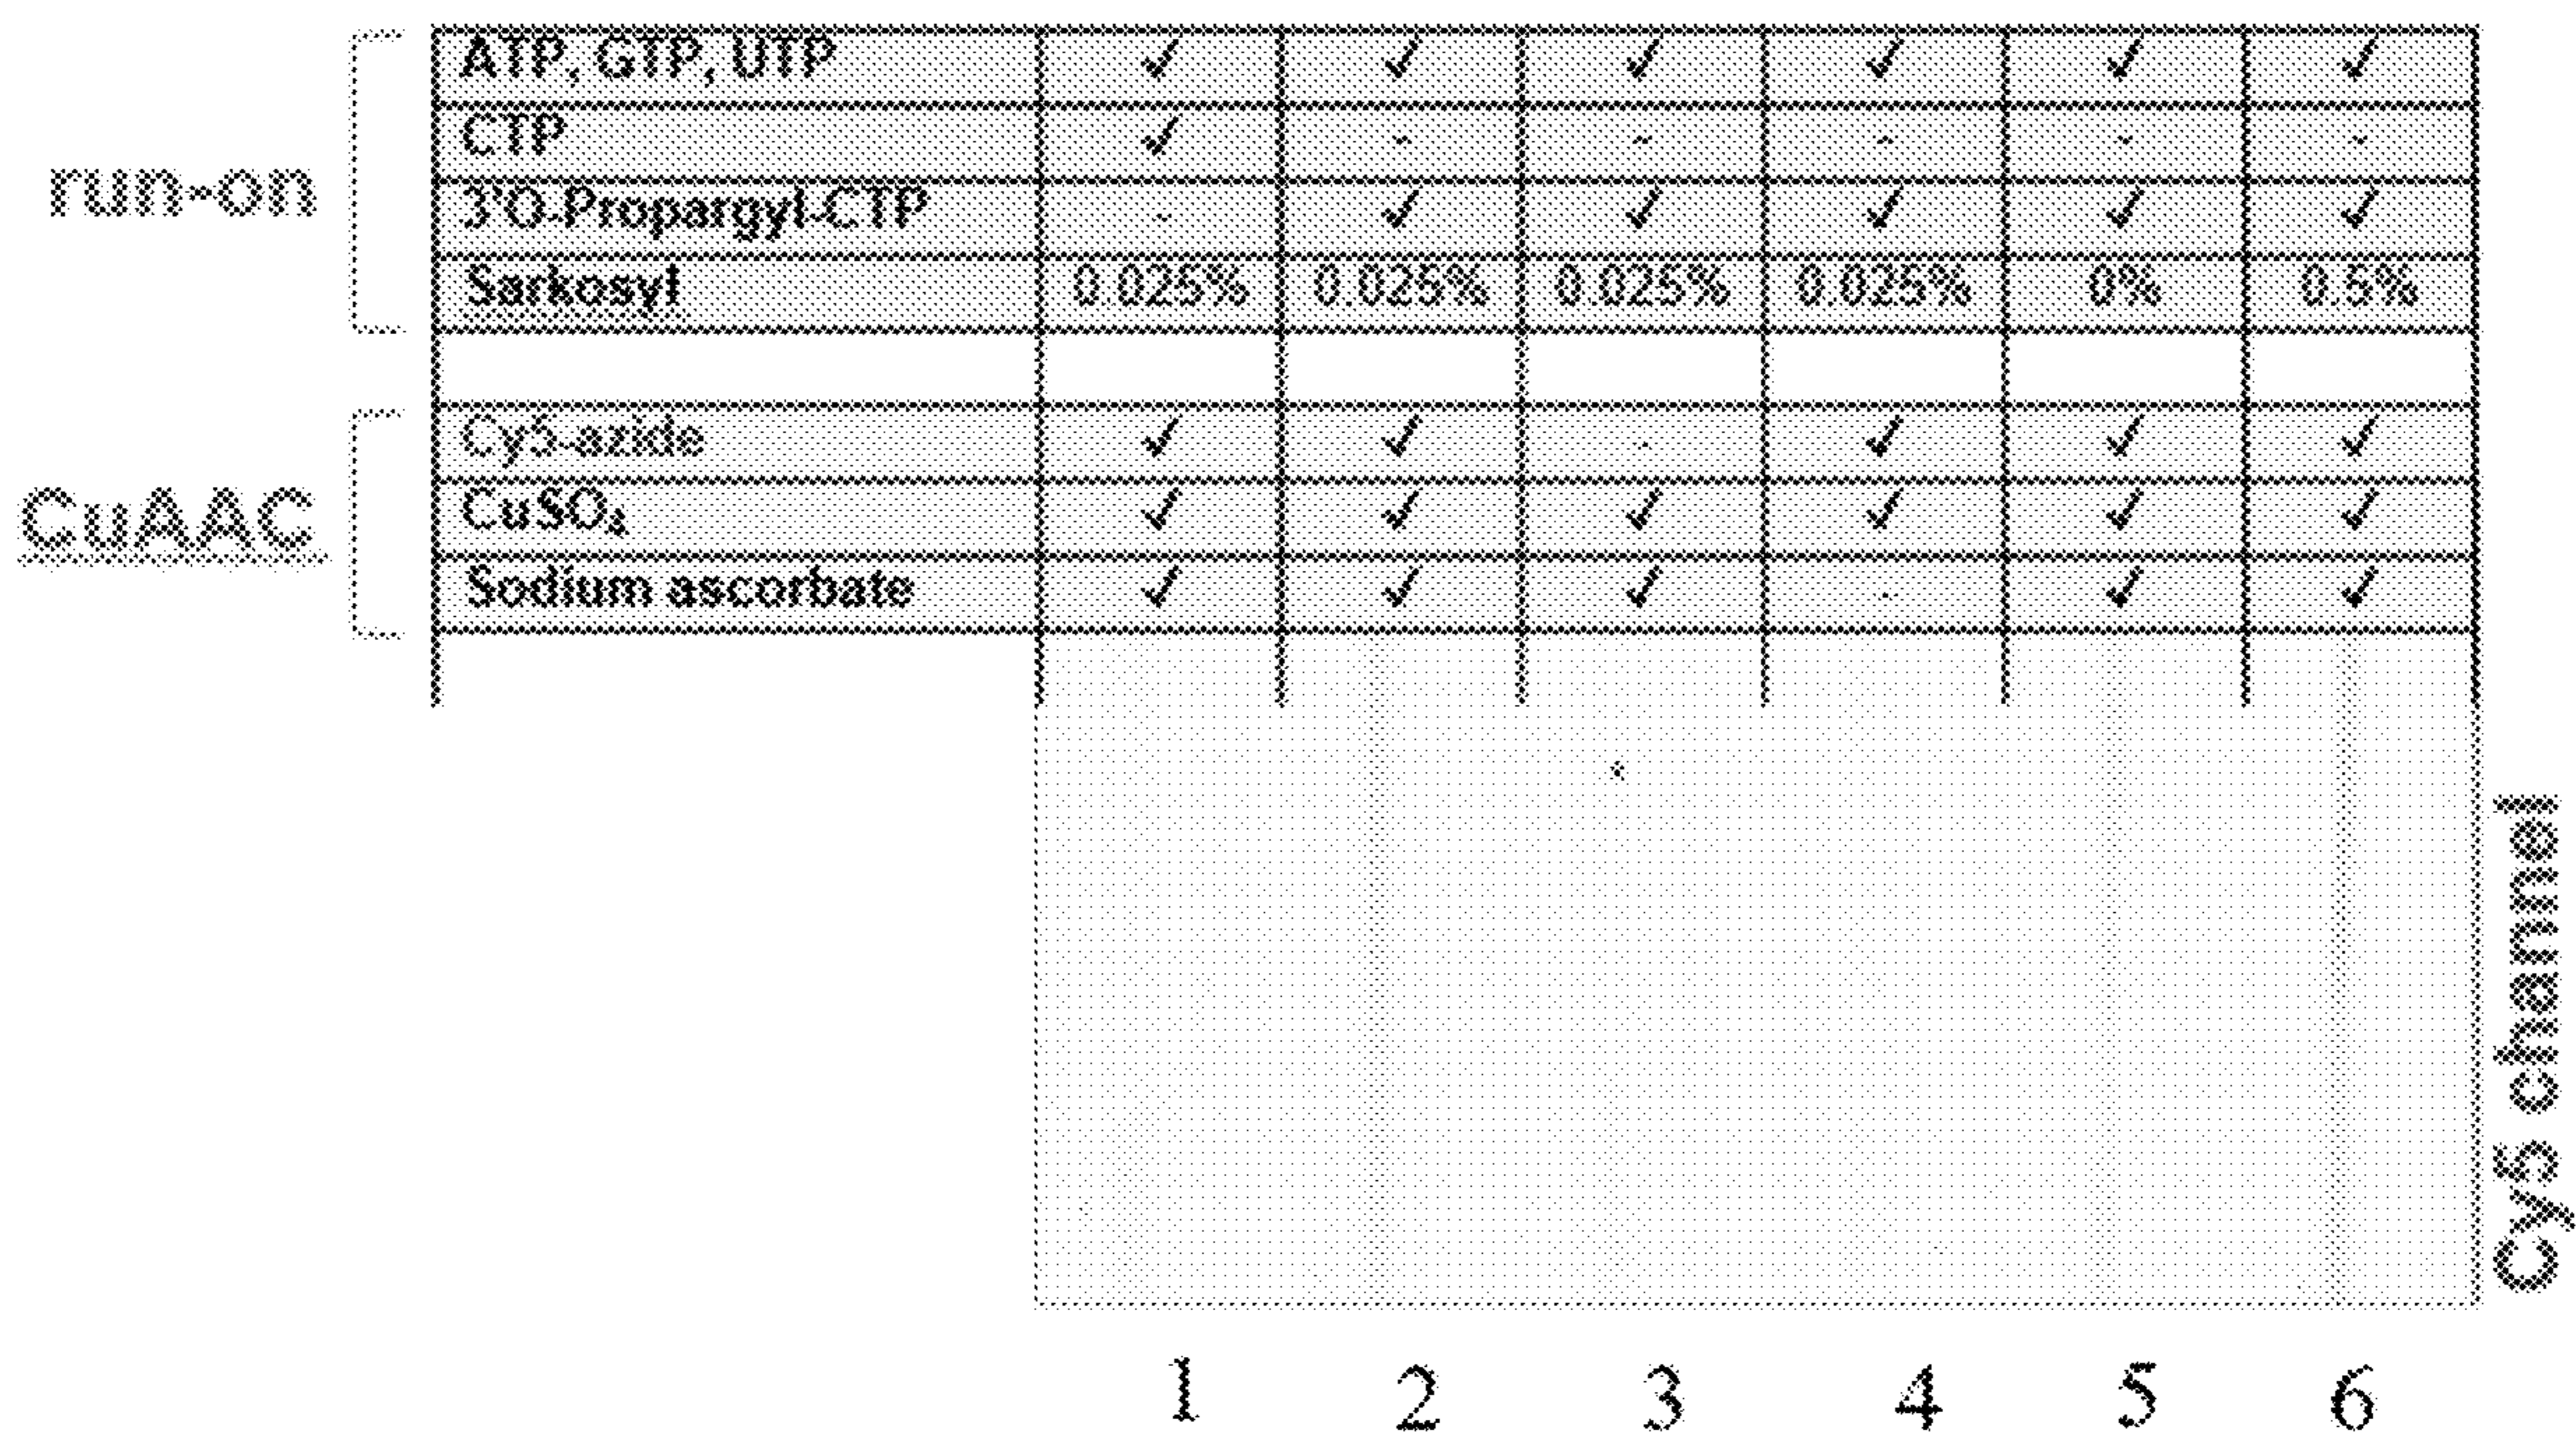 run-on
ATP, GTP, UTP ✓ ✓ ✓ ✓ ✓ ✓
CTP ✓ - - - - -
3'O-Propargyl-CTP - ✓ ✓ ✓ ✓ ✓
Sarkosyl 0.025% 0.025% 0.025% 0.025% 0% 0.5%
CuAAC
Cy5-azide ✓ ✓ - ✓ ✓ ✓
CuSO₄ ✓ ✓ ✓ ✓ ✓ ✓
Sodium ascorbate ✓ ✓ ✓ - ✓ ✓
Cy5 channel
1 2 3 4 5 6